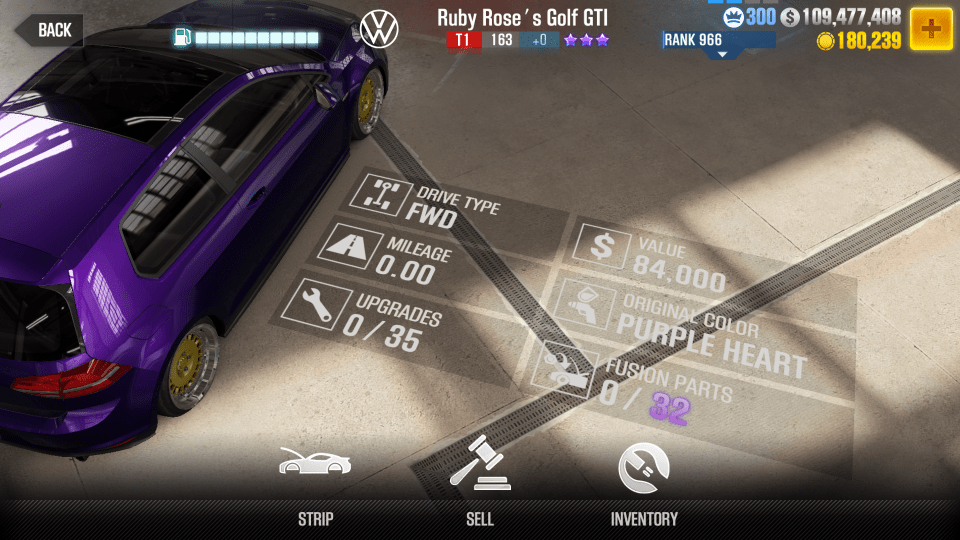 BACK
Ruby Rose's Golf GTI
T1 163 +0
300 109,477,408
RANK 966
180,239
DRIVE TYPE
FWD
MILEAGE
0.00
UPGRADES
0 / 35
$ VALUE
84,000
ORIGINAL COLOR
PURPLE HEART
FUSION PARTS
0 / 32
STRIP
SELL
INVENTORY